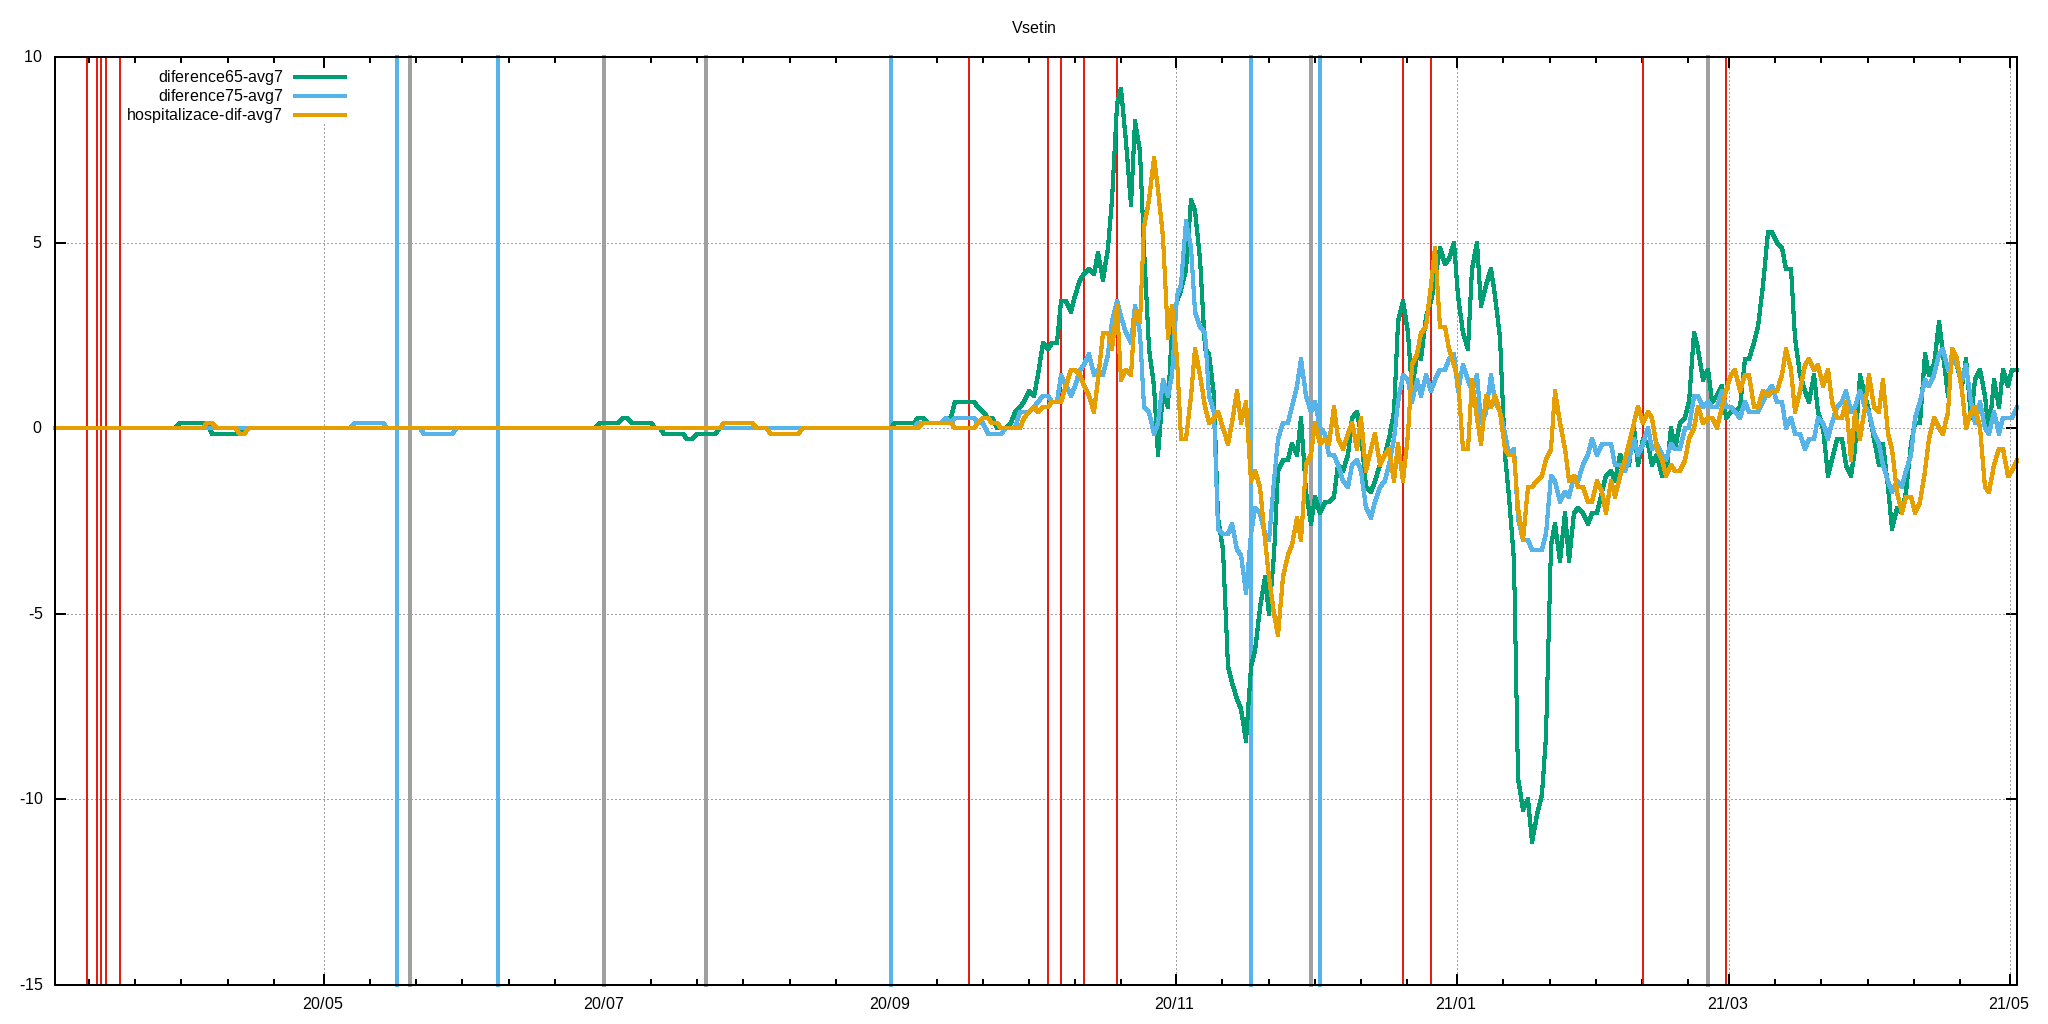 Vsetin
10
diference65-avg7
diference75-avg7
hospitalizace-dif-avg7
5
0
-5
-10
-15
20/05 20/07 20/09 20/11 21/01 21/03 21/05